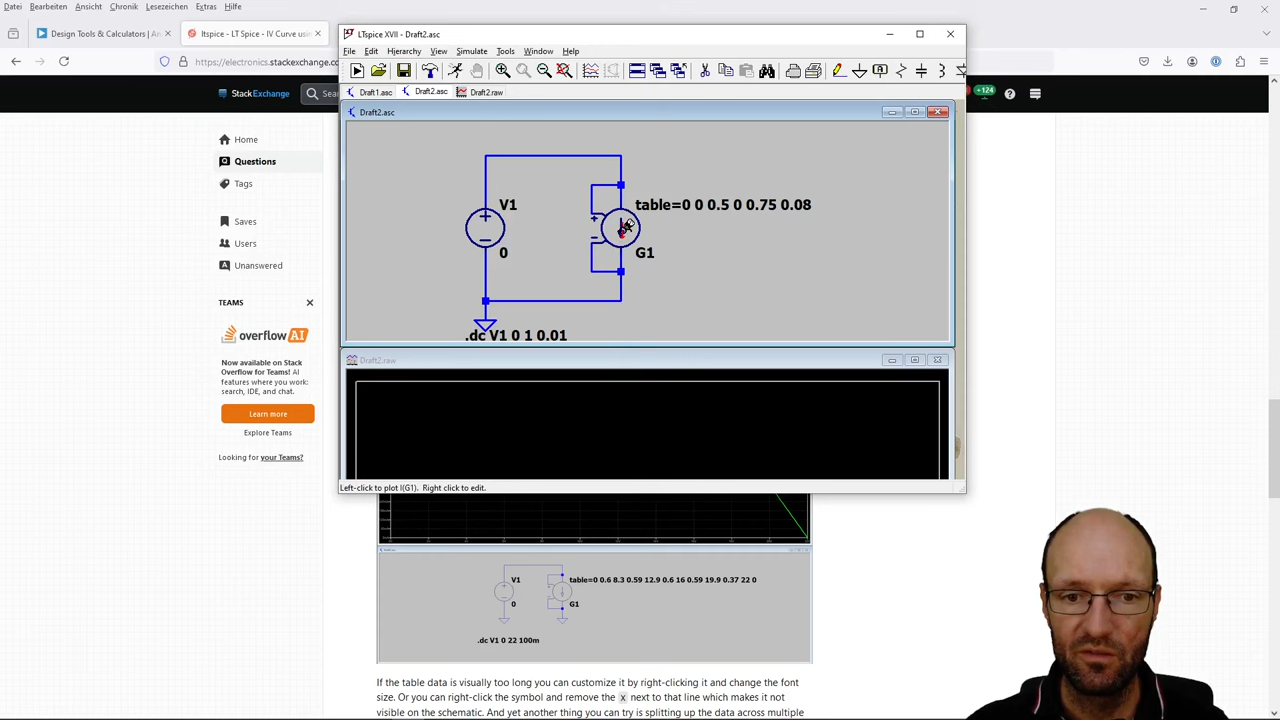 Datei Bearbeiten Ansicht Chronik Lesezeichen Extras Hilfe
Design Tools & Calculators | An
ltspice - LT Spice - IV Curve usin
https://electronics.stackexchange.c
StackExchange
+124
LTspice XVII - Draft2.asc
File Edit Hierarchy View Simulate Tools Window Help
Draft1.asc Draft2.asc Draft2.raw
Draft2.asc
V1
0
table=0 0 0.5 0 0.75 0.08
+
−
G1
.dc V1 0 1 0.01
Draft2.raw
Left-click to plot I(G1). Right click to edit.
Home
Questions
Tags
Saves
Users
Unanswered
TEAMS
overflow AI
Now available on Stack
Overflow for Teams! AI
features where you work:
search, IDE, and chat.
Learn more
Explore Teams
Looking for your Teams?
V1
0
table=0 0.6 8.3 0.59 12.9 0.6 16 0.59 19.9 0.37 22 0
G1
.dc V1 0 22 100m
If the table data is visually too long you can customize it by right-clicking it and change the font
size. Or you can right-click the symbol and remove the X next to that line which makes it not
visible on the schematic. And yet another thing you can try is splitting up the data across multiple